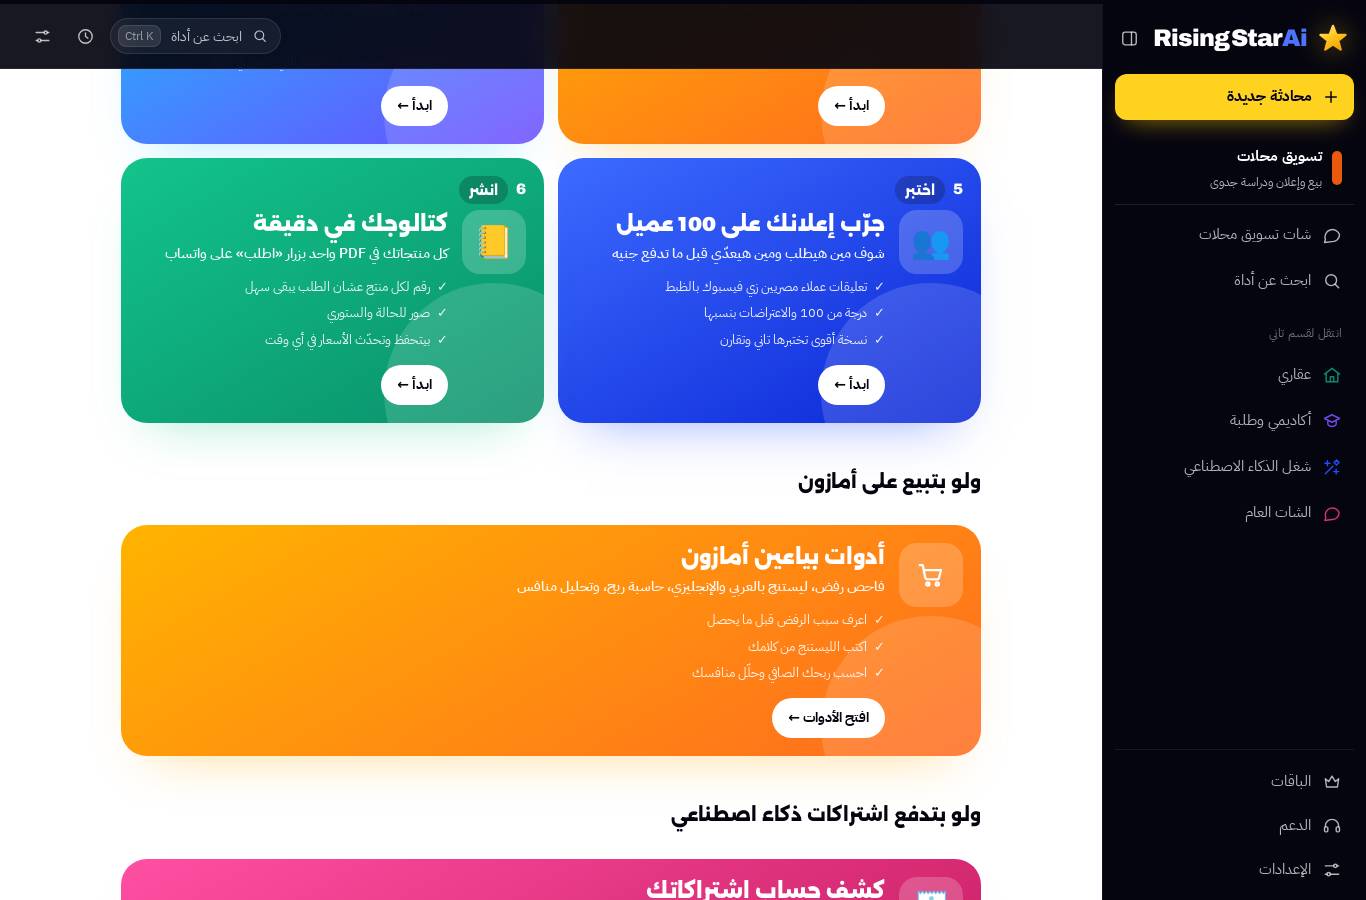 RisingStarAi
محادثة جديدة
تسويق محلات
بيع وإعلان ودراسة جدوى
شات تسويق محلات
ابحث عن أداة
انتقل لقسم تاني
عقاري
أكاديمي وطلبة
شغل الذكاء الاصطناعي
الشات العام
الباقات
الدعم
الإعدادات
ابحث عن أداة Ctrl K
ابدأ ←
ابدأ ←
5 اختبر
جرّب إعلانك على 100 عميل
شوف مين هيطلب ومين هيعدّي قبل ما تدفع جنيه
✓ تعليقات عملاء مصريين زي فيسبوك بالظبط
✓ درجة من 100 والاعتراضات بنسبها
✓ نسخة أقوى تختبرها تاني وتقارن
ابدأ ←
6 انشر
كتالوجك في دقيقة
كل منتجاتك في PDF واحد بزرار «اطلب» على واتساب
✓ رقم لكل منتج عشان الطلب يبقى سهل
✓ صور للحالة والستوري
✓ بيتحفظ وتحدّث الأسعار في أي وقت
ابدأ ←
ولو بتبيع على أمازون
أدوات بياعين أمازون
فاحص رفض، ليستنج بالعربي والإنجليزي، حاسبة ربح، وتحليل منافس
✓ اعرف سبب الرفض قبل ما يحصل
✓ اكتب الليستنج من كلامك
✓ احسب ربحك الصافي وحلّل منافسك
افتح الأدوات ←
ولو بتدفع اشتراكات ذكاء اصطناعي
كشف حساب اشتراكاتك